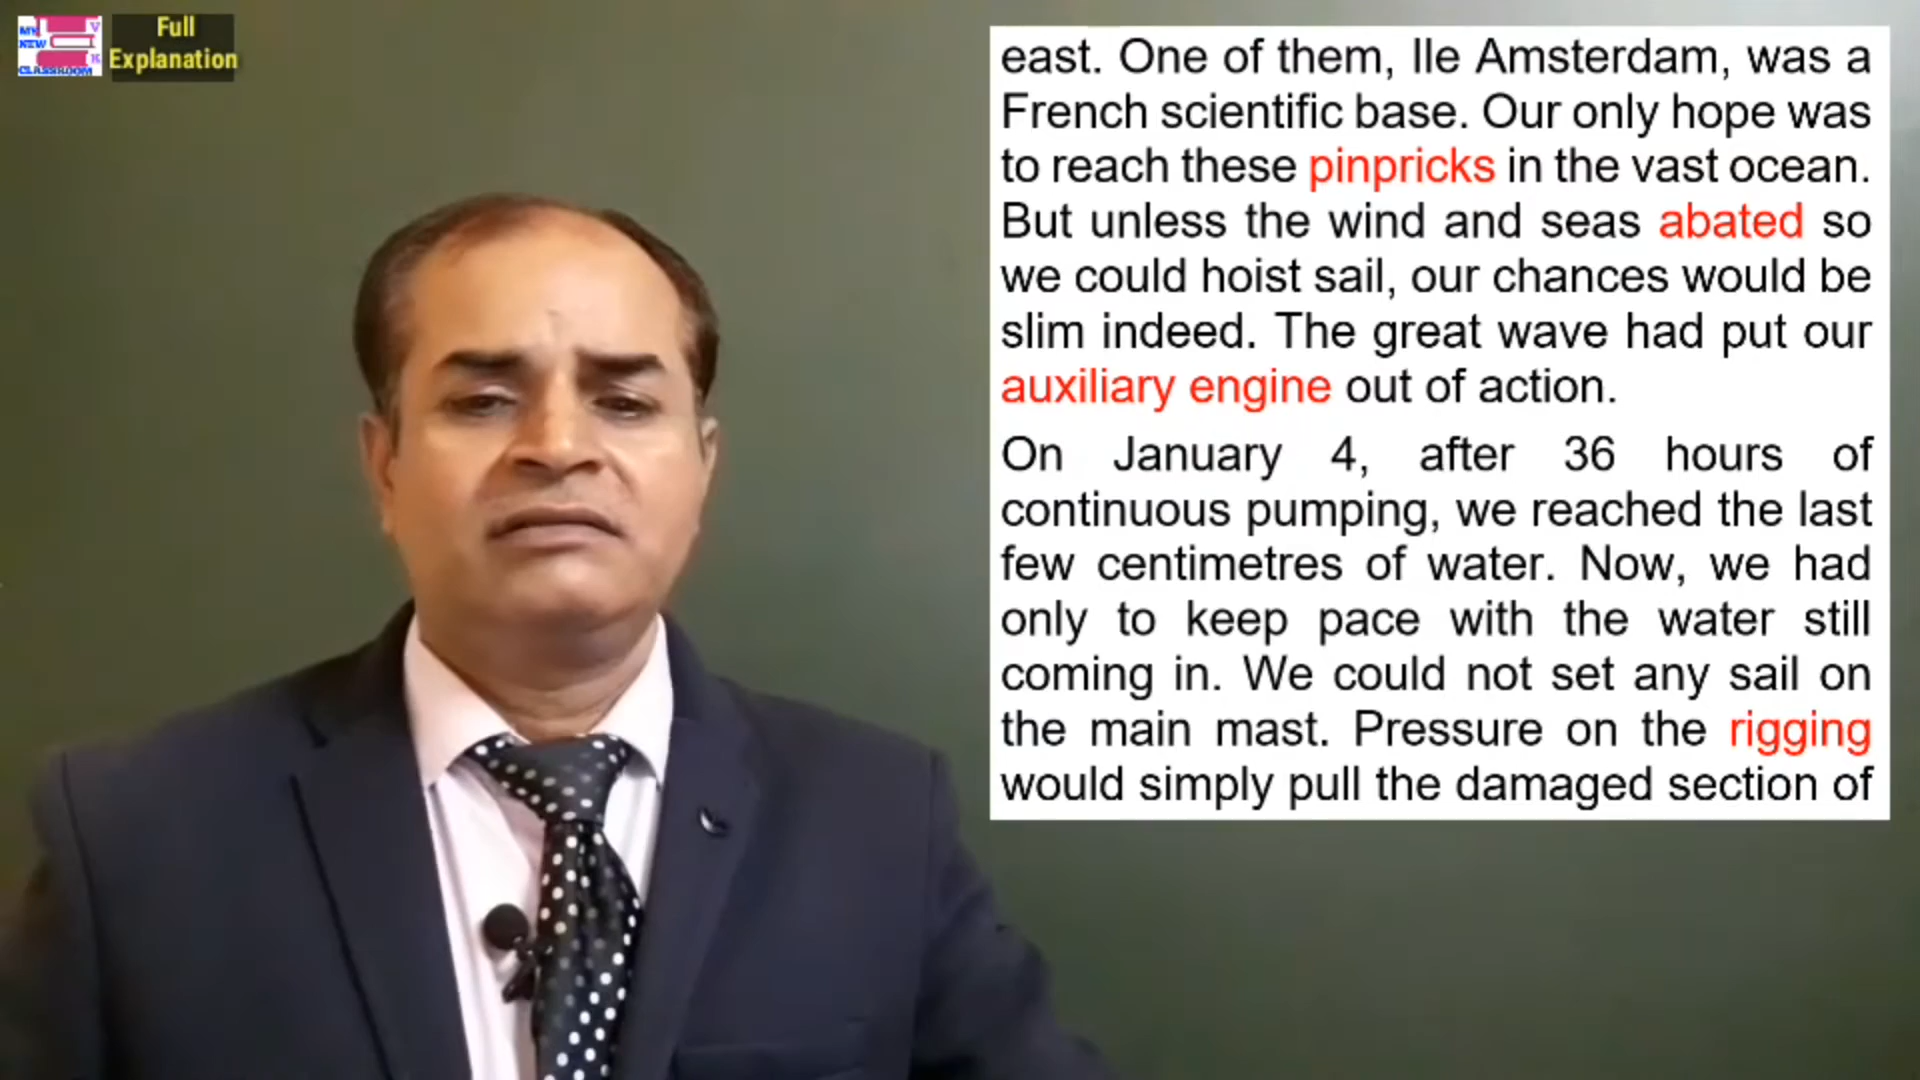 MY
NEW
V
K
CLASSROOM
Full
Explanation
east. One of them, Ile Amsterdam, was a
French scientific base. Our only hope was
to reach these pinpricks in the vast ocean.
But unless the wind and seas abated so
we could hoist sail, our chances would be
slim indeed. The great wave had put our
auxiliary engine out of action.
On January 4, after 36 hours of
continuous pumping, we reached the last
few centimetres of water. Now, we had
only to keep pace with the water still
coming in. We could not set any sail on
the main mast. Pressure on the rigging
would simply pull the damaged section of